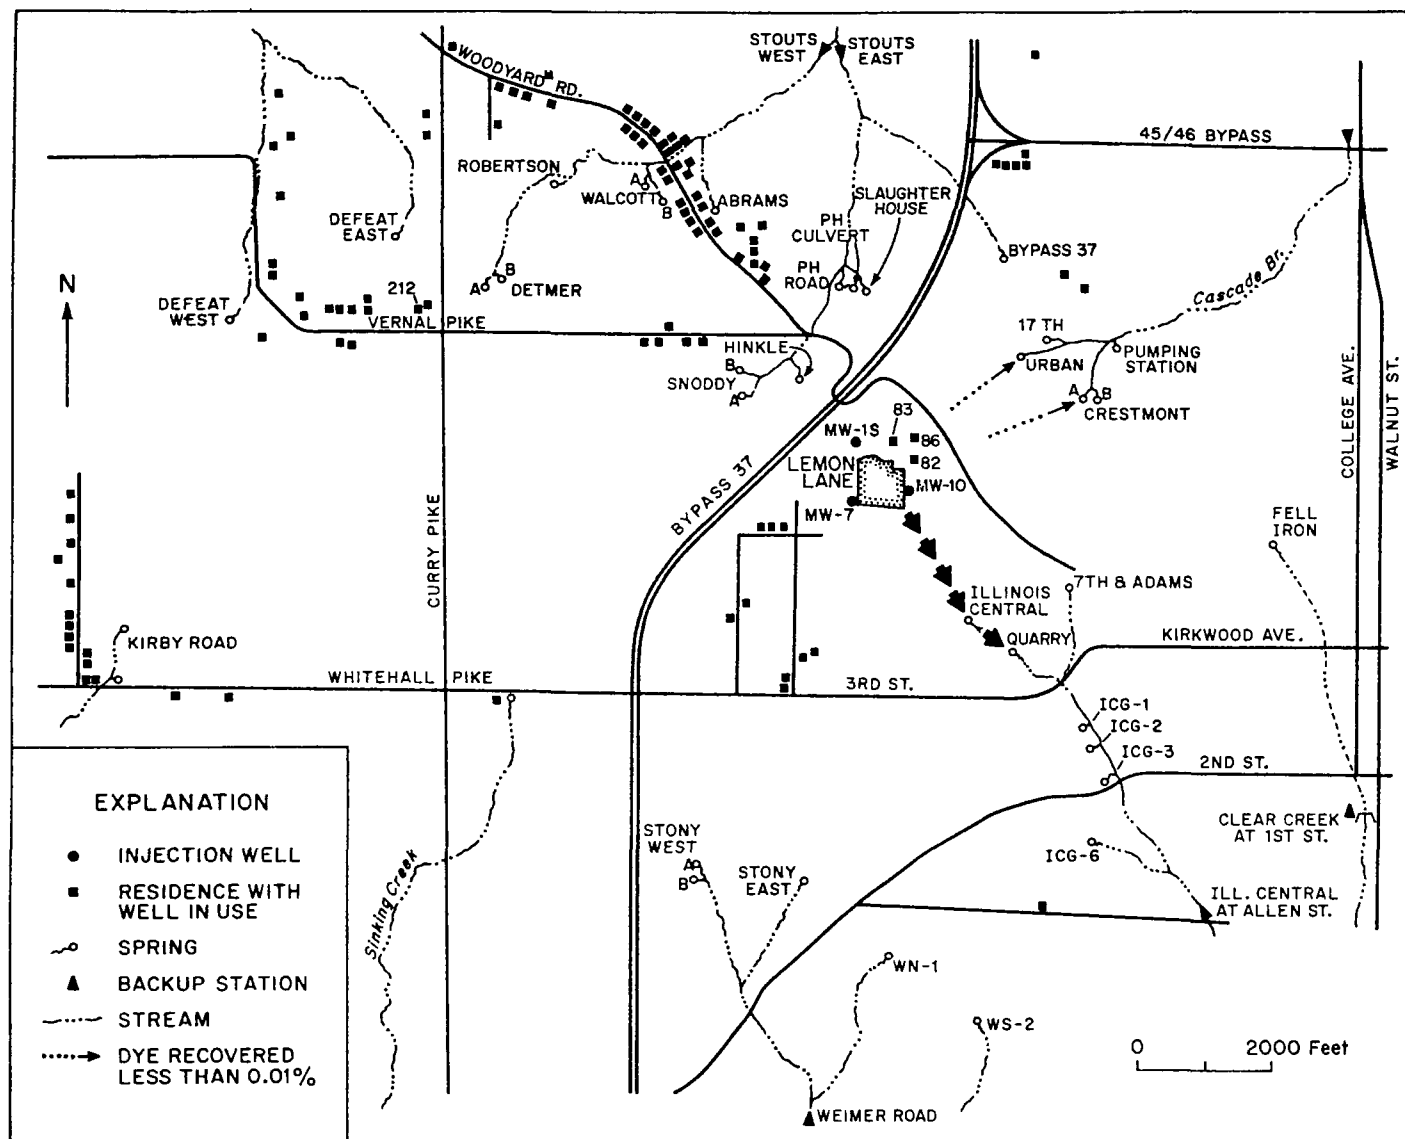 STOUTS
WEST
STOUTS
EAST
WOODYARD RD.
45/46 BYPASS
ROBERTSON
A
WALCOTT
B
ABRAMS
SLAUGHTER
HOUSE
DEFEAT
EAST
PH
CULVERT
BYPASS 37
Cascade Br.
N
PH
ROAD
B
A
DETMER
212
DEFEAT
WEST
VERNAL PIKE
17 TH
HINKLE
URBAN
PUMPING
STATION
B
SNODDY
A
A
B
CRESTMONT
COLLEGE AVE.
WALNUT ST.
83
MW-1S
86
LEMON
LANE
82
MW-10
MW-7
BYPASS 37
CURRY PIKE
FELL
IRON
7TH & ADAMS
ILLINOIS
CENTRAL
QUARRY
KIRKWOOD AVE.
KIRBY ROAD
WHITEHALL PIKE
3RD ST.
ICG-1
ICG-2
ICG-3
2ND ST.
EXPLANATION
INJECTION WELL
RESIDENCE WITH
WELL IN USE
SPRING
BACKUP STATION
STREAM
DYE RECOVERED
LESS THAN 0.01%
Sinking Creek
STONY
WEST
A
B
STONY
EAST
ICG-6
CLEAR CREEK
AT 1ST ST.
ILL. CENTRAL
AT ALLEN ST.
WN-1
WS-2
0 2000 Feet
WEIMER ROAD